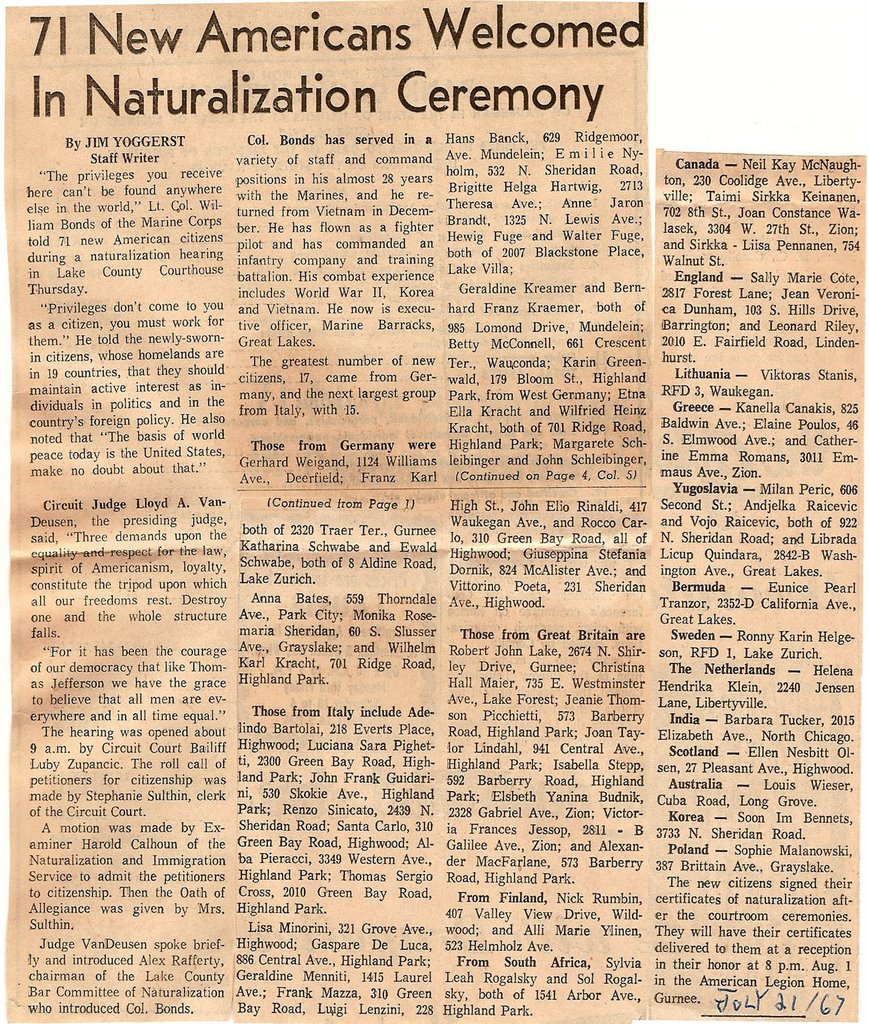 71 New Americans Welcomed
In Naturalization Ceremony
By JIM YOGGERST
Staff Writer
"The privileges you receive
here can't be found anywhere
else in the world," Lt. Col. Wil-
liam Bonds of the Marine Corps
told 71 new American citizens
during a naturalization hearing
in Lake County Courthouse
Thursday.
"Privileges don't come to you
as a citizen, you must work for
them." He told the newly-sworn-
in citizens, whose homelands are
in 19 countries, that they should
maintain active interest as in-
dividuals in politics and in the
country's foreign policy. He also
noted that "The basis of world
peace today is the United States,
make no doubt about that."
Circuit Judge Lloyd A. Van-
Deusen, the presiding judge,
said, "Three demands upon the
equality and respect for the law,
spirit of Americanism, loyalty,
constitute the tripod upon which
all our freedoms rest. Destroy
one and the whole structure
falls.
"For it has been the courage
of our democracy that like Thom-
as Jefferson we have the grace
to believe that all men are ev-
erywhere and in all time equal."
The hearing was opened about
9 a.m. by Circuit Court Bailiff
Luby Zupancic. The roll call of
petitioners for citizenship was
made by Stephanie Sulthin, clerk
of the Circuit Court.
A motion was made by Ex-
aminer Harold Calhoun of the
Naturalization and Immigration
Service to admit the petitioners
to citizenship. Then the Oath of
Allegiance was given by Mrs.
Sulthin.
Judge VanDeusen spoke brief-
ly and introduced Alex Rafferty,
chairman of the Lake County
Bar Committee of Naturalization
who introduced Col. Bonds.
Col. Bonds has served in a
variety of staff and command
positions in his almost 28 years
with the Marines, and he re-
turned from Vietnam in Decem-
ber. He has flown as a fighter
pilot and has commanded an
infantry company and training
battalion. His combat experience
includes World War II, Korea
and Vietnam. He now is execu-
tive officer, Marine Barracks,
Great Lakes.
The greatest number of new
citizens, 17, came from Ger-
many, and the next largest group
from Italy, with 15.
Those from Germany were
Gerhard Weigand, 1124 Williams
Ave., Deerfield; Franz Karl
Hans Banck, 629 Ridgemoor,
Ave. Mundelein; Emilie Ny-
holm, 532 N. Sheridan Road,
Brigitte Helga Hartwig, 2713
Theresa Ave.; Anne Jaron
Brandt, 1325 N. Lewis Ave.;
Hewig Fuge and Walter Fuge,
both of 2007 Blackstone Place,
Lake Villa;
Geraldine Kreamer and Bern-
hard Franz Kraemer, both of
985 Lomond Drive, Mundelein;
Betty McConnell, 661 Crescent
Ter., Wauconda; Karin Green-
wald, 179 Bloom St., Highland
Park, from West Germany; Etna
Ella Kracht and Wilfried Heinz
Kracht, both of 701 Ridge Road,
Highland Park; Margarete Sch-
leibinger and John Schleibinger,
(Continued on Page 4, Col. 5)
(Continued from Page 1)
both of 2320 Traer Ter., Gurnee
Katharina Schwabe and Ewald
Schwabe, both of 8 Aldine Road,
Lake Zurich.
Anna Bates, 559 Thorndale
Ave., Park City; Monika Rose-
maria Sheridan, 60 S. Slusser
Ave., Grayslake; and Wilhelm
Karl Kracht, 701 Ridge Road,
Highland Park.
Those from Italy include Ade-
lindo Bartolai, 218 Everts Place,
Highwood; Luciana Sara Pighet-
ti, 2300 Green Bay Road, High-
land Park; John Frank Guidari-
ni, 530 Skokie Ave., Highland
Park; Renzo Sinicato, 2439 N.
Sheridan Road; Santa Carlo, 310
Green Bay Road, Highwood; Al-
ba Pieracci, 3349 Western Ave.,
Highland Park; Thomas Sergio
Cross, 2010 Green Bay Road,
Highland Park.
Lisa Minorini, 321 Grove Ave.,
Highwood; Gaspare De Luca,
886 Central Ave., Highland Park;
Geraldine Menniti, 1415 Laurel
Ave.; Frank Mazza, 310 Green
Bay Road, Luigi Lenzini, 228
High St., John Elio Rinaldi, 417
Waukegan Ave., and Rocco Car-
lo, 310 Green Bay Road, all of
Highwood; Giuseppina Stefania
Dornik, 824 McAlister Ave.; and
Vittorino Poeta, 231 Sheridan
Ave., Highwood.
Those from Great Britain are
Robert John Lake, 2674 N. Shir-
ley Drive, Gurnee; Christina
Hall Maier, 735 E. Westminster
Ave., Lake Forest; Jeanie Thom-
son Picchietti, 573 Barberry
Road, Highland Park; Joan Tay-
lor Lindahl, 941 Central Ave.,
Highland Park; Isabella Stepp,
592 Barberry Road, Highland
Park; Elsbeth Yanina Budnik,
2328 Gabriel Ave., Zion; Victor-
ia Frances Jessop, 2811 - B
Galilee Ave., Zion; and Alexan-
der MacFarlane, 573 Barberry
Road, Highland Park.
From Finland, Nick Rumbin,
407 Valley View Drive, Wild-
wood; and Alli Marie Ylinen,
523 Helmholz Ave.
From South Africa, Sylvia
Leah Rogalsky and Sol Rogal-
sky, both of 1541 Arbor Ave.,
Highland Park.
Canada — Neil Kay McNaugh-
ton, 230 Coolidge Ave., Liberty-
ville; Taimi Sirkka Keinanen,
702 8th St., Joan Constance Wa-
lasek, 3304 W. 27th St., Zion;
and Sirkka - Liisa Pennanen, 754
Walnut St.
England — Sally Marie Cote,
2817 Forest Lane; Jean Veroni-
ca Dunham, 103 S. Hills Drive,
Barrington; and Leonard Riley,
2010 E. Fairfield Road, Linden-
hurst.
Lithuania — Viktoras Stanis,
RFD 3, Waukegan.
Greece — Kanella Canakis, 825
Baldwin Ave.; Elaine Poulos, 46
S. Elmwood Ave.; and Cather-
ine Emma Romans, 3011 Em-
maus Ave., Zion.
Yugoslavia — Milan Peric, 606
Second St.; Andjelka Raicevic
and Vojo Raicevic, both of 922
N. Sheridan Road; and Librada
Licup Quindara, 2842-B Wash-
ington Ave., Great Lakes.
Bermuda — Eunice Pearl
Tranzor, 2352-D California Ave.,
Great Lakes.
Sweden — Ronny Karin Helge-
son, RFD 1, Lake Zurich.
The Netherlands — Helena
Hendrika Klein, 2240 Jensen
Lane, Libertyville.
India — Barbara Tucker, 2015
Elizabeth Ave., North Chicago.
Scotland — Ellen Nesbitt Ol-
sen, 27 Pleasant Ave., Highwood.
Australia — Louis Wieser,
Cuba Road, Long Grove.
Korea — Soon Im Bennets,
3733 N. Sheridan Road.
Poland — Sophie Malanowski,
387 Brittain Ave., Grayslake.
The new citizens signed their
certificates of naturalization aft-
er the courtroom ceremonies.
They will have their certificates
delivered to them at a reception
in their honor at 8 p.m. Aug. 1
in the American Legion Home,
Gurnee.
JULY 21/67